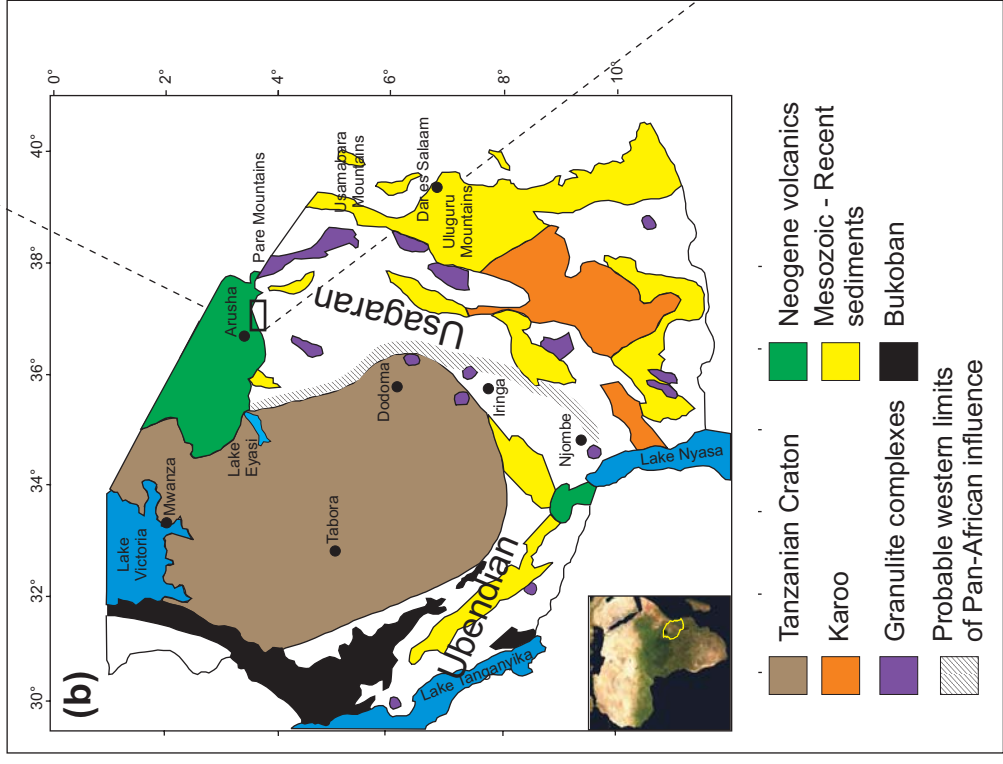 (b)
0°
2°
4°
6°
8°
10°
30°
32°
34°
36°
38°
40°
Lake
Victoria
Mwanza
Tabora
Lake
Eyasi
Arusha
Pare Mountains
Usamabara
Mountains
Dar es Salaam
Uluguru
Mountains
Usagaran
Dodoma
Iringa
Njombe
Lake Nyasa
Ubendian
Lake Tanganvika
Tanzanian Craton
Karoo
Granulite complexes
Probable western limits
of Pan-African influence
Neogene volcanics
Mesozoic - Recent
sediments
Bukoban